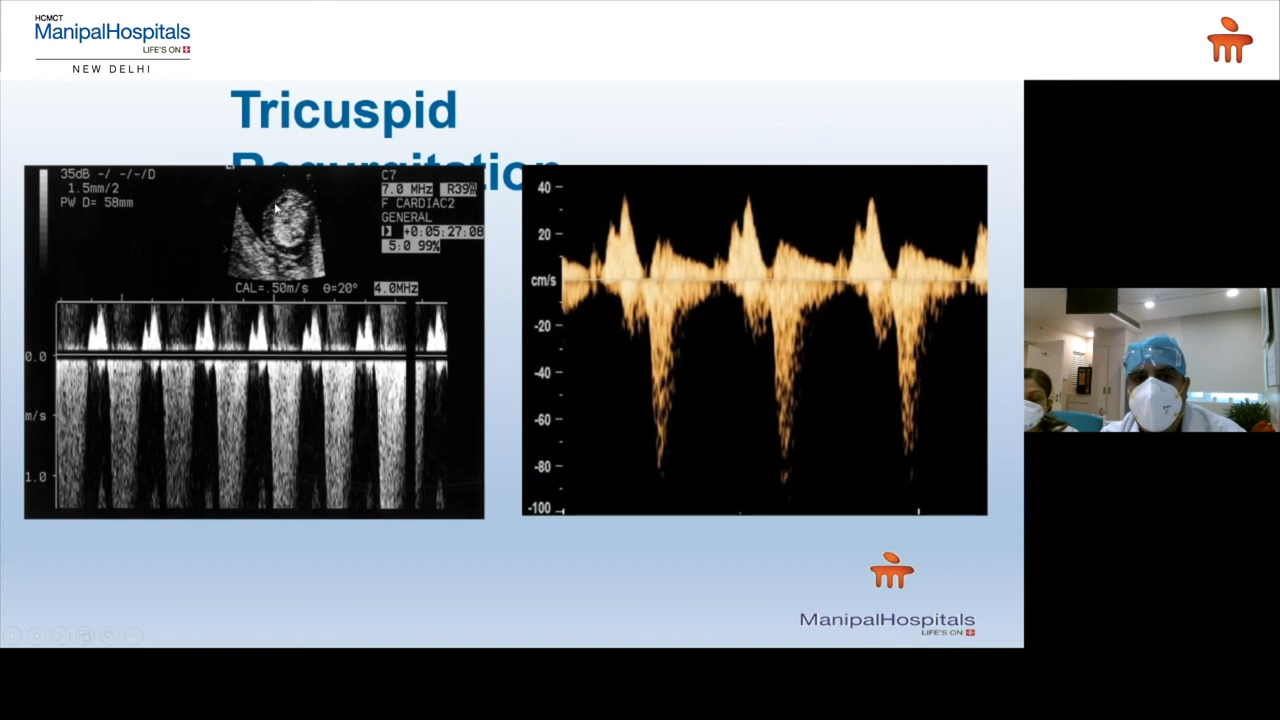 HCMCT
ManipalHospitals
LIFE'S ON
NEW DELHI
Tricuspid
Regurgitation
35dB -/ -/-/D
1.5mm/2
PW D= 58mm
C7
7.0 MHz R39m
F CARDIAC2
GENERAL
+0:05:27:08
5:0 99%
CAL=.50m/s θ=20° 4.0MHz
0.0
m/s
1.0
40
20
cm/s
-20
-40
-60
-80
-100
ManipalHospitals
LIFE'S ON